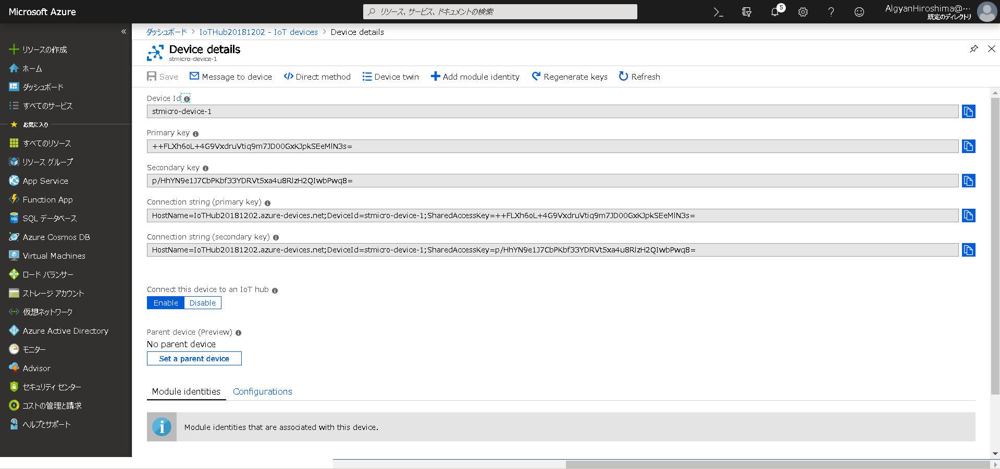 Microsoft Azure
リソース、サービス、ドキュメントの検索
5
AlgyanHiroshima@···
既定のディレクトリ
«
リソースの作成
ホーム
ダッシュボード
すべてのサービス
お気に入り
すべてのリソース
リソース グループ
App Service
Function App
SQL データベース
Azure Cosmos DB
Virtual Machines
ロード バランサー
ストレージ アカウント
仮想ネットワーク
Azure Active Directory
モニター
Advisor
セキュリティ センター
コストの管理と請求
ヘルプとサポート
ダッシュボード > IoTHub20181202 - IoT devices > Device details
Device details
stmicro-device-1
Save
Message to device
Direct method
Device twin
Add module identity
Regenerate keys
Refresh
Device Id
stmicro-device-1
Primary key
++FLXh6oL+4G9VxdruVtiq9m7JD00GxKJpkSEeMlN3s=
Secondary key
p/HhYN9e1J7CbPKbf33YDRVt5xa4u8RlzH2QIwbPwq8=
Connection string (primary key)
HostName=IoTHub20181202.azure-devices.net;DeviceId=stmicro-device-1;SharedAccessKey=++FLXh6oL+4G9VxdruVtiq9m7JD00GxKJpkSEeMlN3s=
Connection string (secondary key)
HostName=IoTHub20181202.azure-devices.net;DeviceId=stmicro-device-1;SharedAccessKey=p/HhYN9e1J7CbPKbf33YDRVt5xa4u8RlzH2QIwbPwq8=
Connect this device to an IoT hub
Enable
Disable
Parent device (Preview)
No parent device
Set a parent device
Module identities
Configurations
Module identities that are associated with this device.